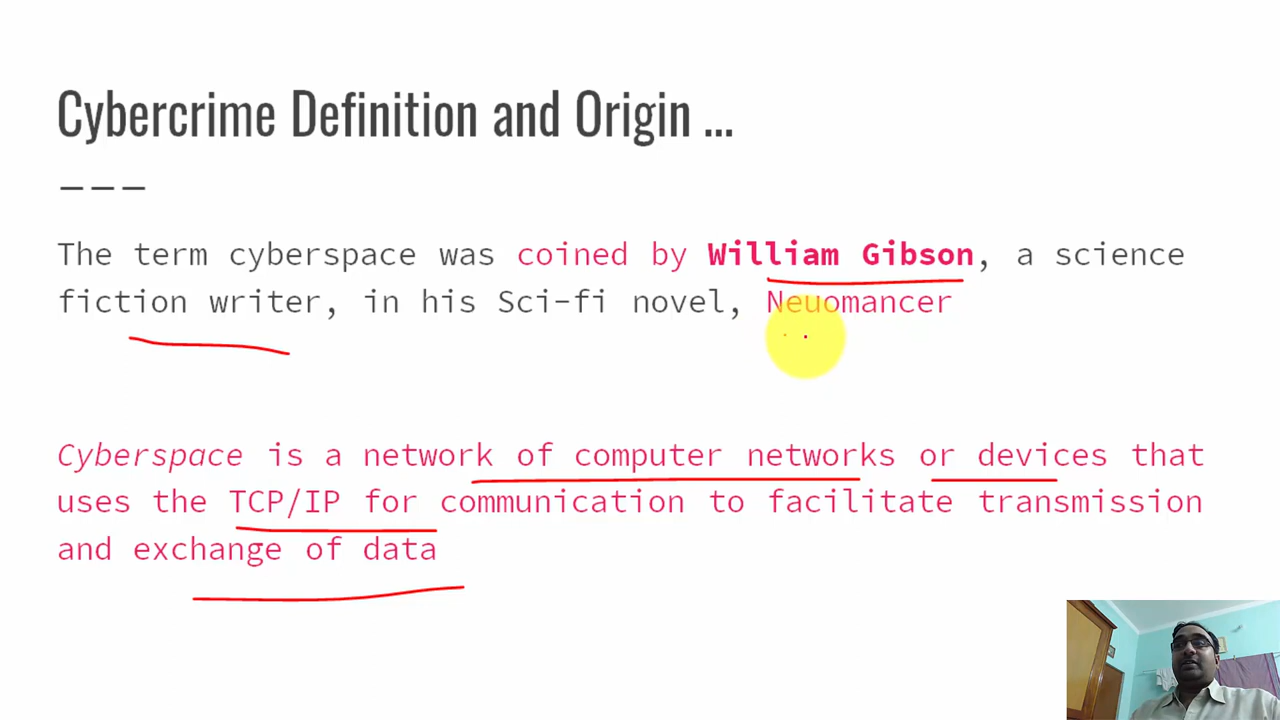 Cybercrime Definition and Origin ...
The term cyberspace was coined by William Gibson, a science
fiction writer, in his Sci-fi novel, Neuomancer
Cyberspace is a network of computer networks or devices that
uses the TCP/IP for communication to facilitate transmission
and exchange of data